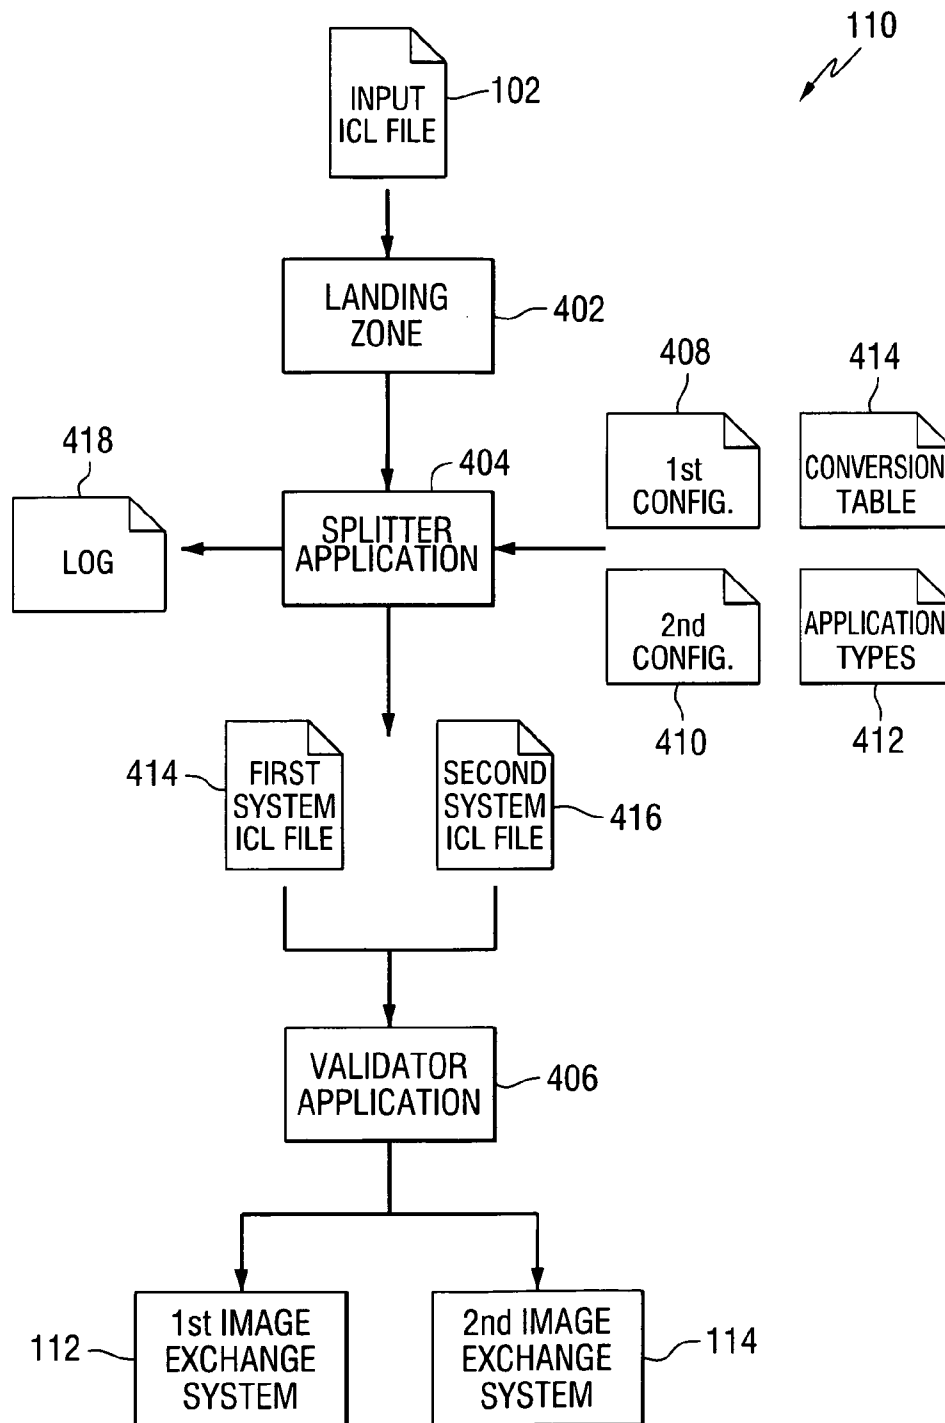 110
INPUT
ICL FILE
102
LANDING
ZONE
402
408
414
418
404
1st
CONFIG.
CONVERSION
TABLE
LOG
SPLITTER
APPLICATION
2nd
CONFIG.
APPLICATION
TYPES
410
412
414
FIRST
SYSTEM
ICL FILE
SECOND
SYSTEM
ICL FILE
416
VALIDATOR
APPLICATION
406
112
1st IMAGE
EXCHANGE
SYSTEM
2nd IMAGE
EXCHANGE
SYSTEM
114